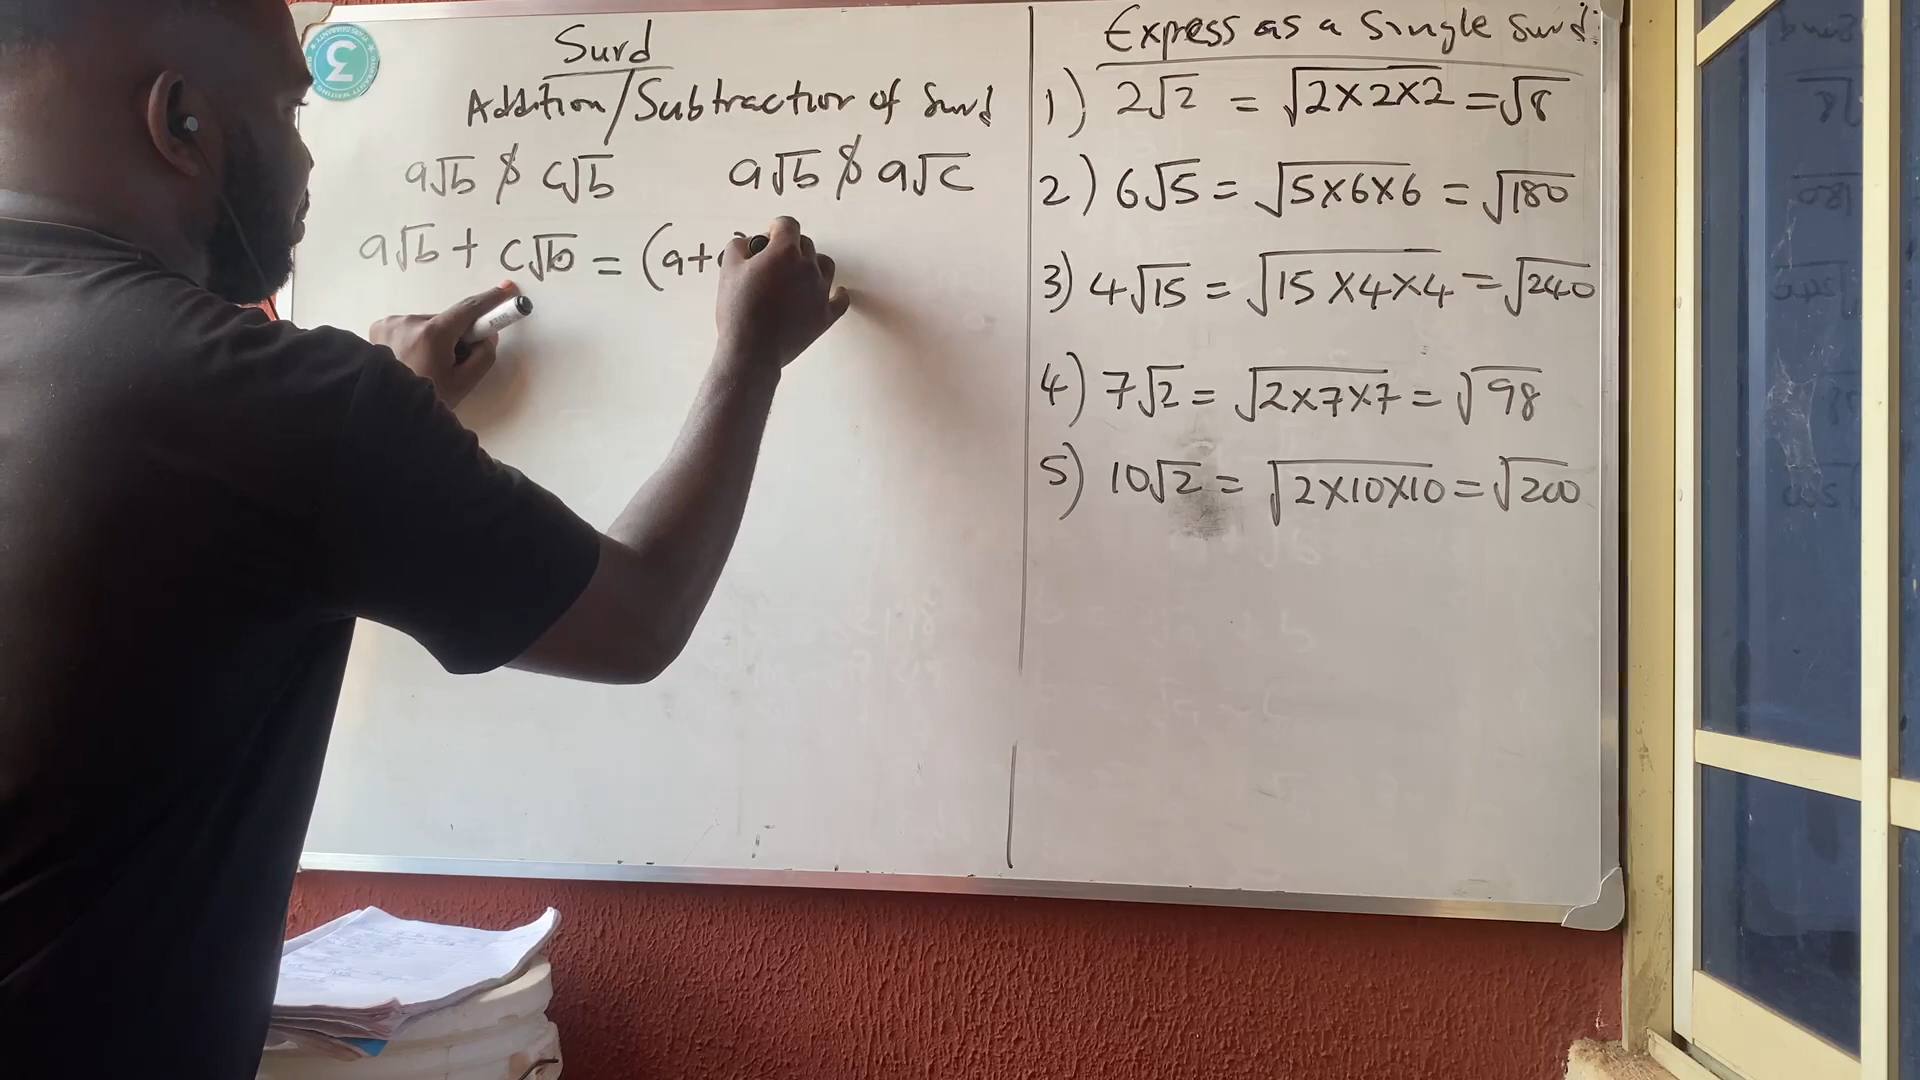 Surd
Addition/Subtraction of Surd
a√b $ c√b a√b $ a√c
a√b + c√b = (a+
Express as a Single Surd:
1) 2√2 = √2×2×2 = √8
2) 6√5 = √5×6×6 = √180
3) 4√15 = √15×4×4 = √240
4) 7√2 = √2×7×7 = √98
5) 10√2 = √2×10×10 = √200
3